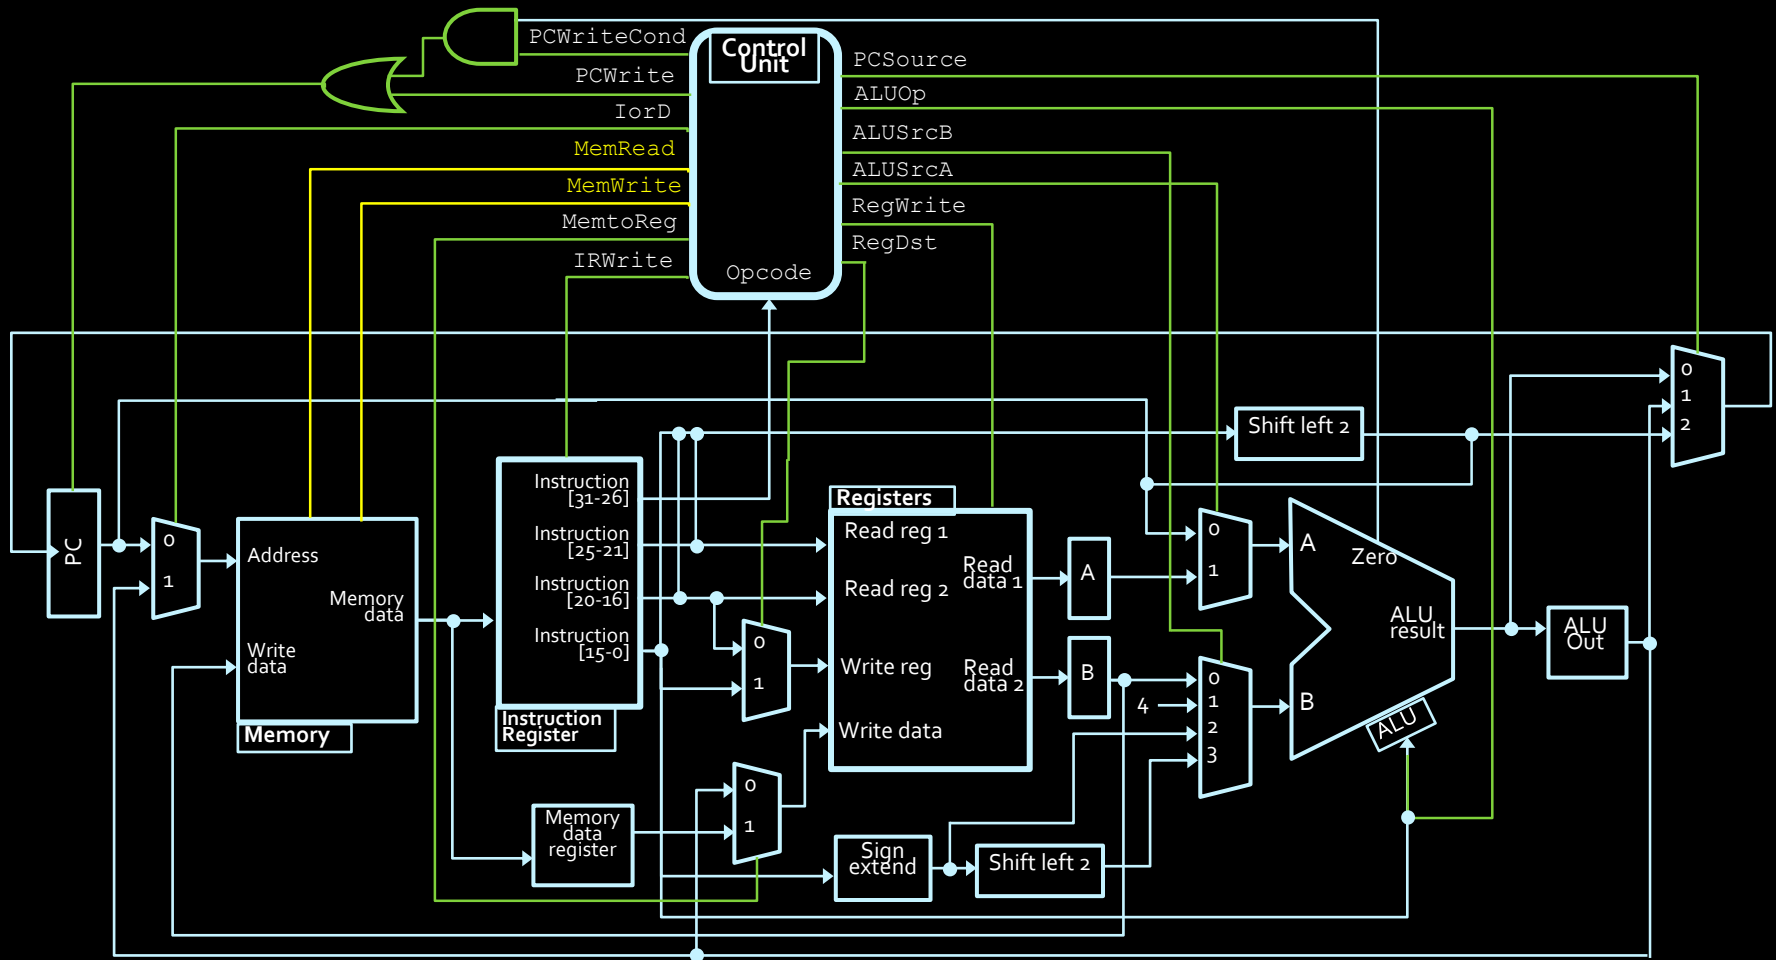 PCWriteCond
Control
Unit
PCSource
PCWrite
ALUOp
IorD
ALUSrcB
MemRead
ALUSrcA
MemWrite
RegWrite
MemtoReg
RegDst
IRWrite
Opcode
0
1
2
Shift left 2
Instruction
[31-26]
Registers
PC
0
1
Address
Memory
data
Write
data
Memory
Instruction
[25-21]
Instruction
[20-16]
Instruction
[15-0]
Instruction
Register
0
1
Read reg 1
Read reg 2
Write reg
Write data
Read
data 1
Read
data 2
A
B
0
1
4
0
1
2
3
A
B
Zero
ALU
result
ALU
ALU
Out
Memory
data
register
0
1
Sign
extend
Shift left 2